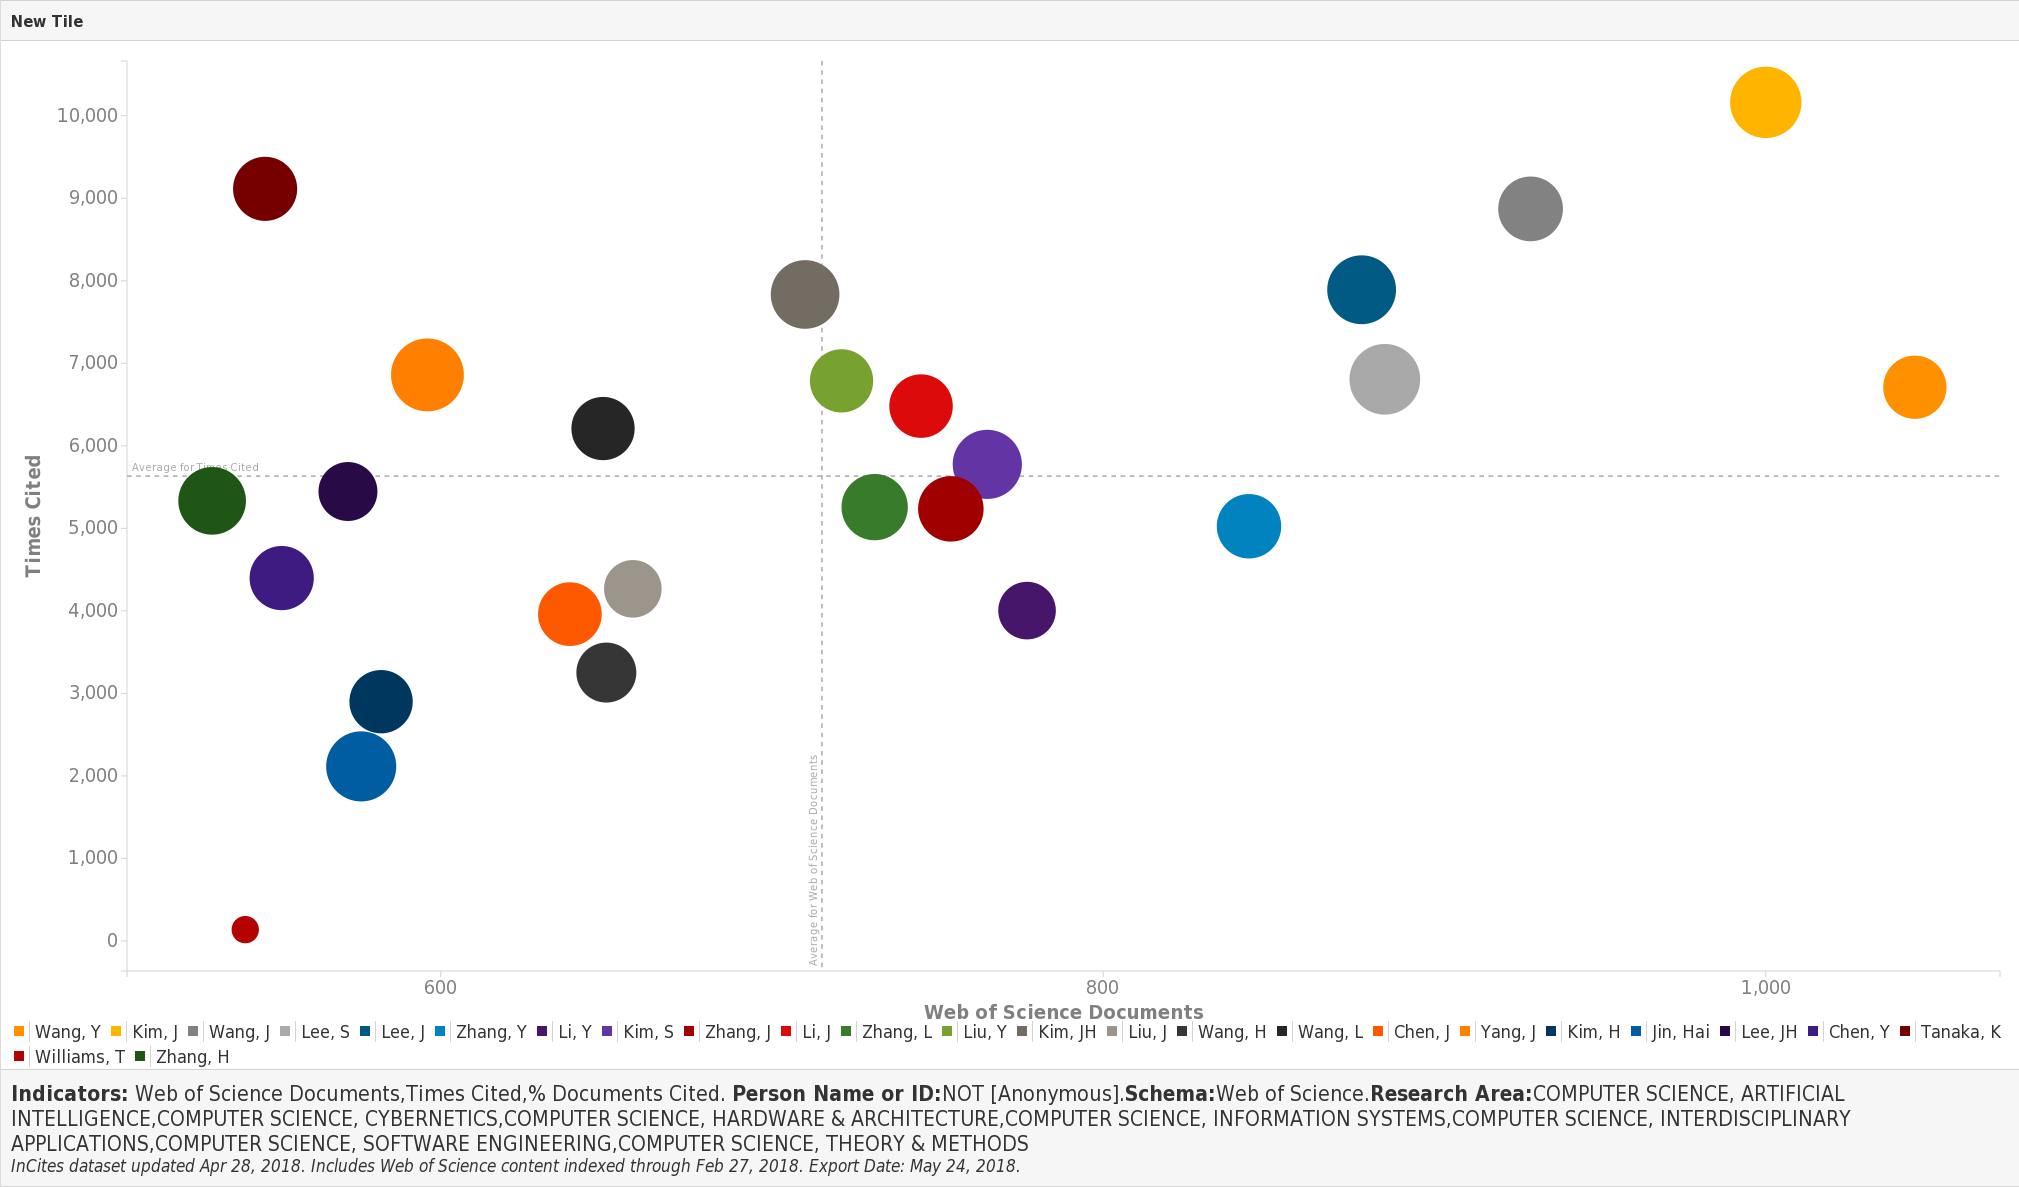 New Tile
10,000
9,000
8,000
7,000
6,000
5,000
4,000
3,000
2,000
1,000
0
Times Cited
Average for Times Cited
Average for Web of Science Documents
600
800
1,000
Web of Science Documents
Wang, Y Kim, J Wang, J Lee, S Lee, J Zhang, Y Li, Y Kim, S Zhang, J Li, J Zhang, L Liu, Y Kim, JH Liu, J Wang, H Wang, L Chen, J Yang, J Kim, H Jin, Hai Lee, JH Chen, Y Tanaka, K
Williams, T Zhang, H
Indicators: Web of Science Documents,Times Cited,% Documents Cited. Person Name or ID:NOT [Anonymous].Schema:Web of Science.Research Area:COMPUTER SCIENCE, ARTIFICIAL
INTELLIGENCE,COMPUTER SCIENCE, CYBERNETICS,COMPUTER SCIENCE, HARDWARE & ARCHITECTURE,COMPUTER SCIENCE, INFORMATION SYSTEMS,COMPUTER SCIENCE, INTERDISCIPLINARY
APPLICATIONS,COMPUTER SCIENCE, SOFTWARE ENGINEERING,COMPUTER SCIENCE, THEORY & METHODS
InCites dataset updated Apr 28, 2018. Includes Web of Science content indexed through Feb 27, 2018. Export Date: May 24, 2018.